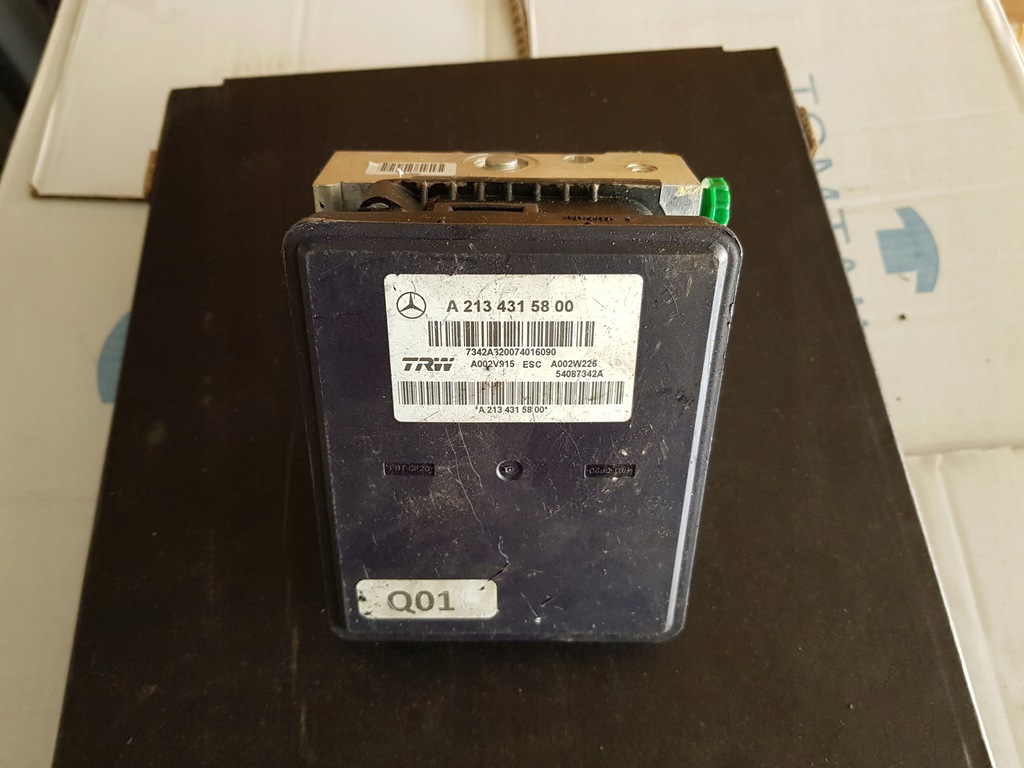 A 213 431 58 00
7342A320074016090
TRW A002V915 ESC A002W226
54087342A
*A 213 431 58 00*
Q01